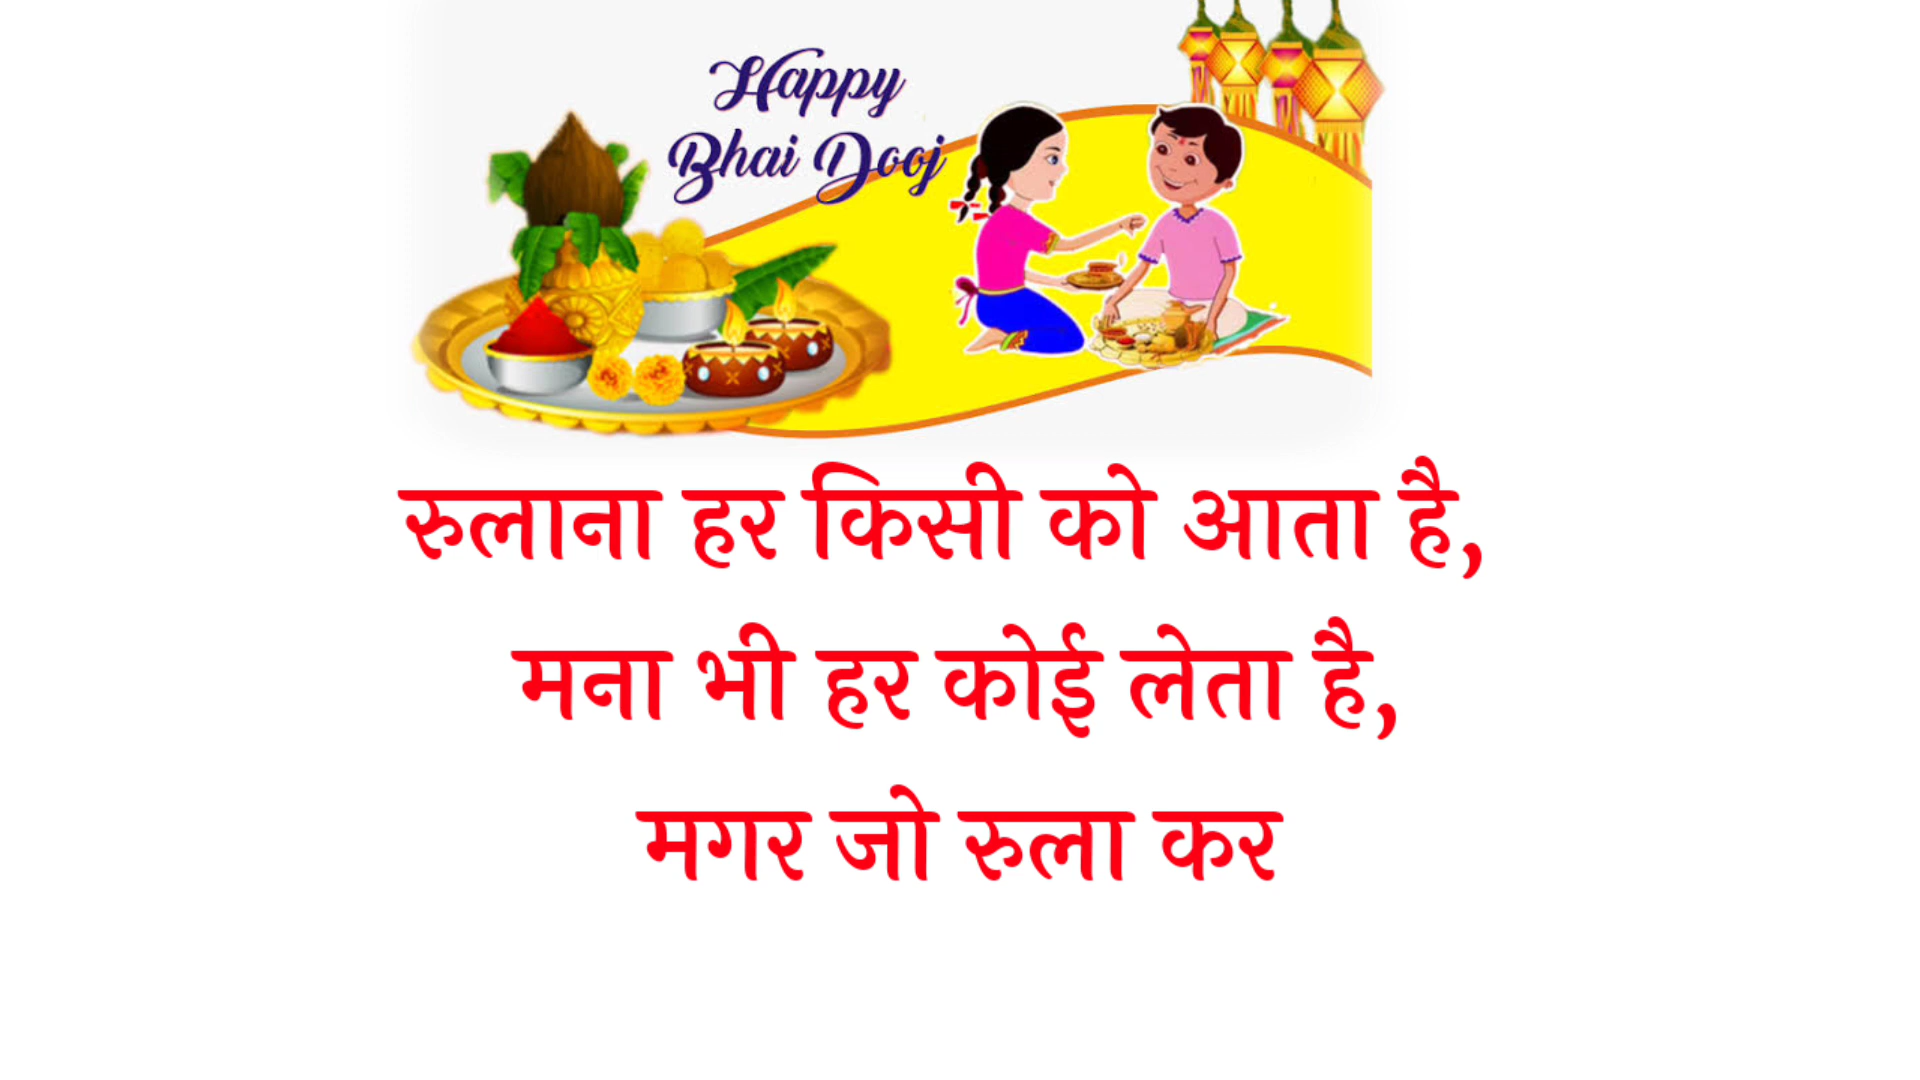 Happy
Bhai Dooj
रुलाना हर किसी को आता है,
मना भी हर कोई लेता है,
मगर जो रुला कर